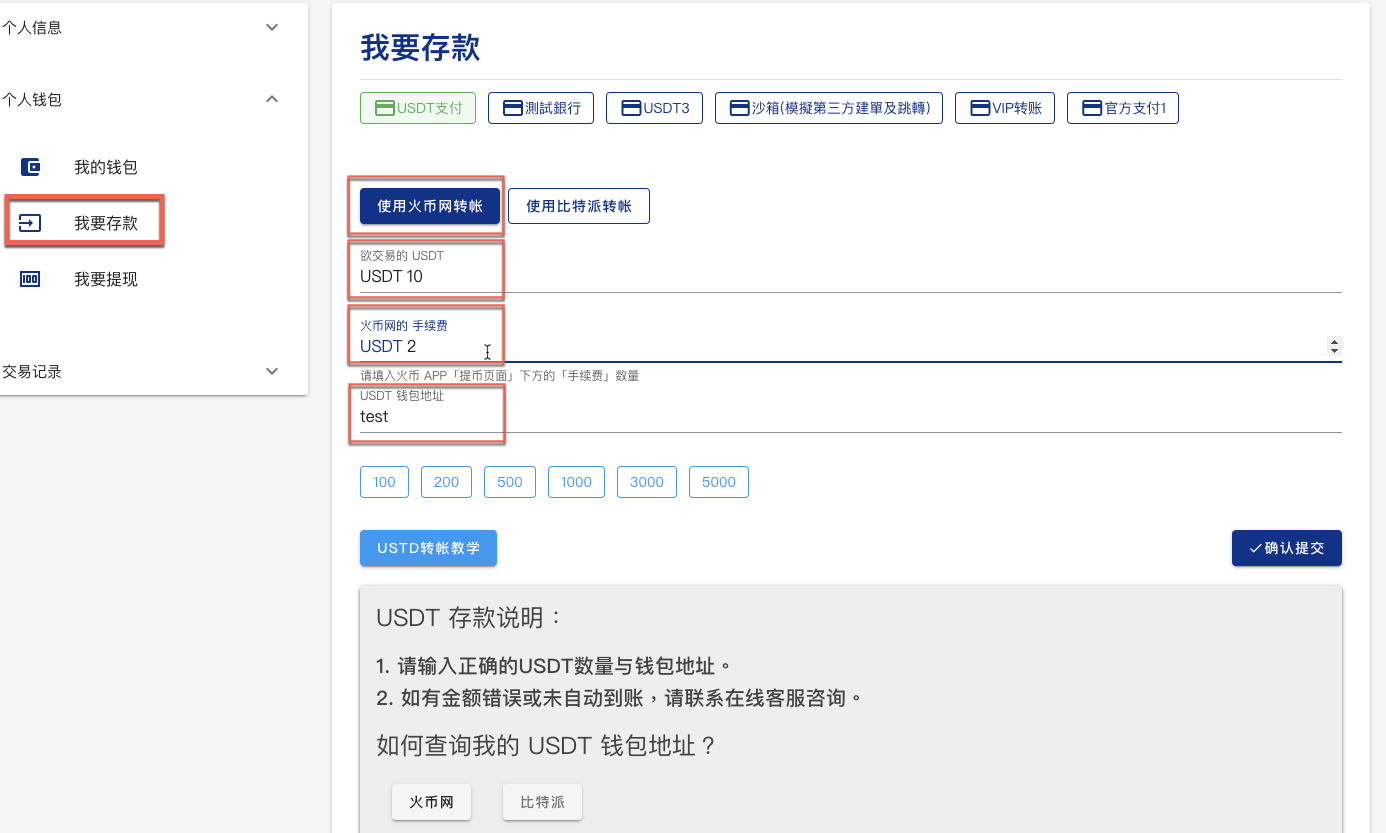 个人信息
个人钱包
我的钱包
我要存款
我要提现
交易记录
我要存款
USDT支付
测試銀行
USDT3
沙箱(模擬第三方建單及跳轉)
VIP转账
官方支付1
使用火币网转帐
使用比特派转帐
欲交易的 USDT
USDT 10
火币网的 手续费
USDT 2
请填入火币 APP「提币页面」下方的「手续费」数量
USDT 钱包地址
test
100
200
500
1000
3000
5000
USTD转帐教学
确认提交
USDT 存款说明：
1. 请输入正确的USDT数量与钱包地址。
2. 如有金额错误或未自动到账，请联系在线客服咨询。
如何查询我的 USDT 钱包地址？
火币网
比特派